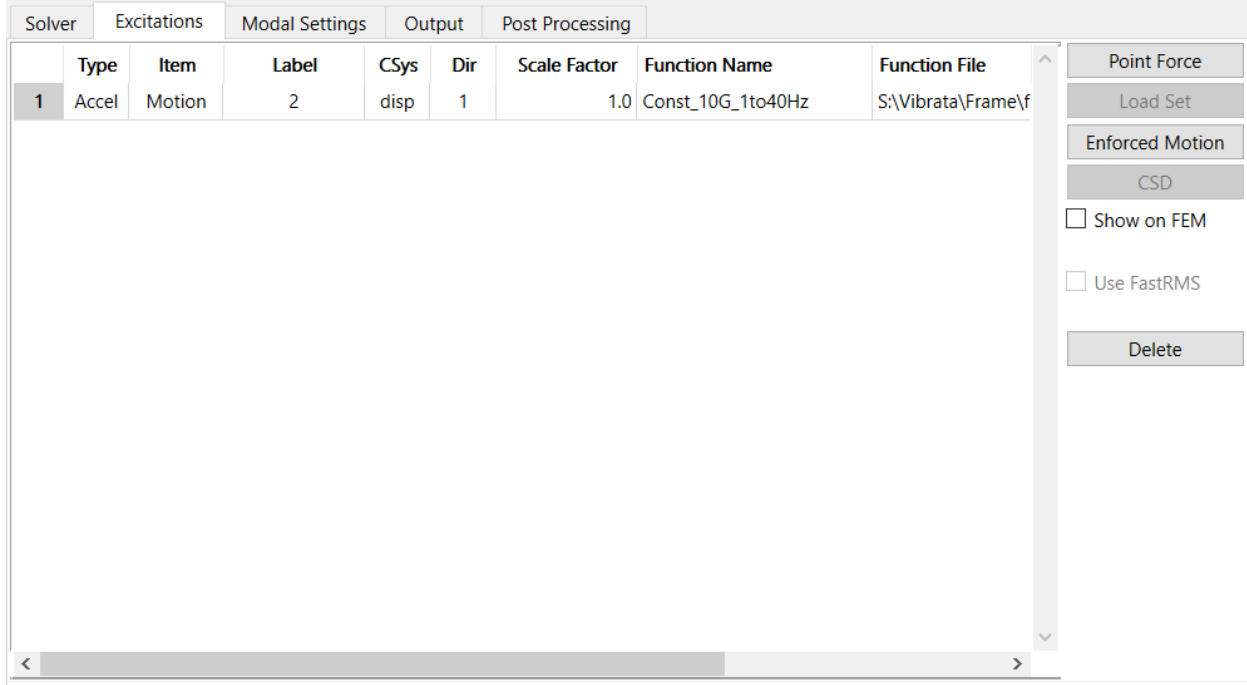 Solver Excitations Modal Settings Output Post Processing
Type Item Label CSys Dir Scale Factor Function Name Function File
1 Accel Motion 2 disp 1 1.0 Const_10G_1to40Hz S:\Vibrata\Frame\f
Point Force
Load Set
Enforced Motion
CSD
Show on FEM
Use FastRMS
Delete